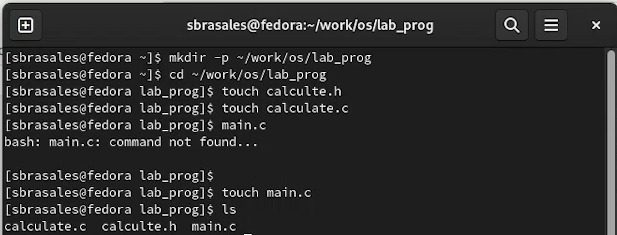 sbrasales@fedora:~/work/os/lab_prog
[sbrasales@fedora ~]$ mkdir -p ~/work/os/lab_prog
[sbrasales@fedora ~]$ cd ~/work/os/lab_prog
[sbrasales@fedora lab_prog]$ touch calculte.h
[sbrasales@fedora lab_prog]$ touch calculate.c
[sbrasales@fedora lab_prog]$ main.c
bash: main.c: command not found...
[sbrasales@fedora lab_prog]$
[sbrasales@fedora lab_prog]$ touch main.c
[sbrasales@fedora lab_prog]$ ls
calculate.c  calculte.h  main.c